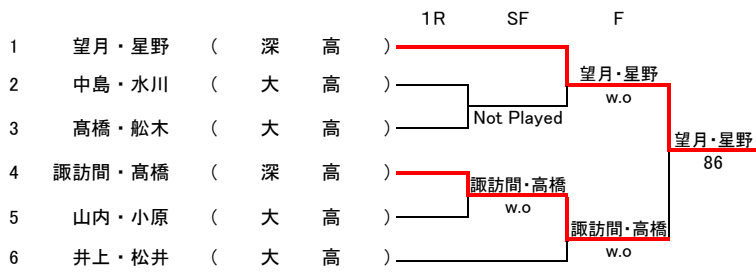 1R SF F
1 望月・星野 ( 深 高 )
望月・星野
2 中島・水川 ( 大 高 )
w.o
Not Played
3 髙橋・舩木 ( 大 高 )
望月・星野
86
4 諏訪間・髙橋 ( 深 高 )
諏訪間・高橋
w.o
5 山内・小原 ( 大 高 )
諏訪間・高橋
w.o
6 井上・松井 ( 大 高 )